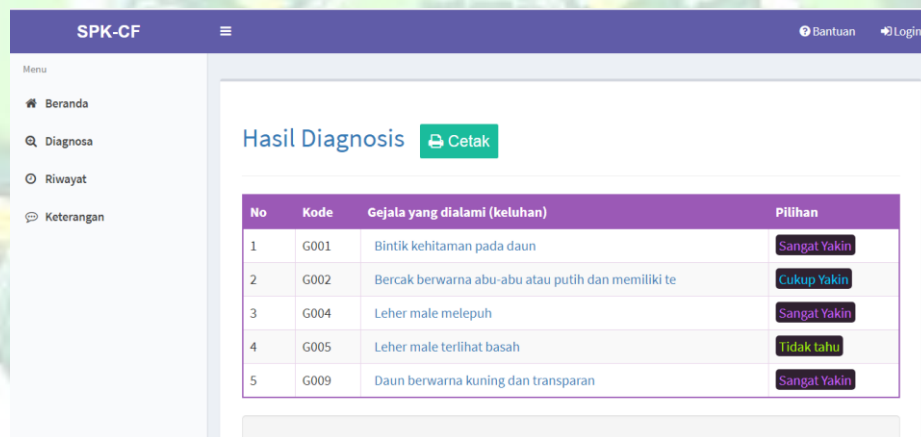 SPK-CF Bantuan Login
Menu
Beranda
Diagnosa
Riwayat
Keterangan
Hasil Diagnosis Cetak
No Kode Gejala yang dialami (keluhan) Pilihan
1 G001 Bintik kehitaman pada daun Sangat Yakin
2 G002 Bercak berwarna abu-abu atau putih dan memiliki te Cukup Yakin
3 G004 Leher male melepuh Sangat Yakin
4 G005 Leher male terlihat basah Tidak tahu
5 G009 Daun berwarna kuning dan transparan Sangat Yakin